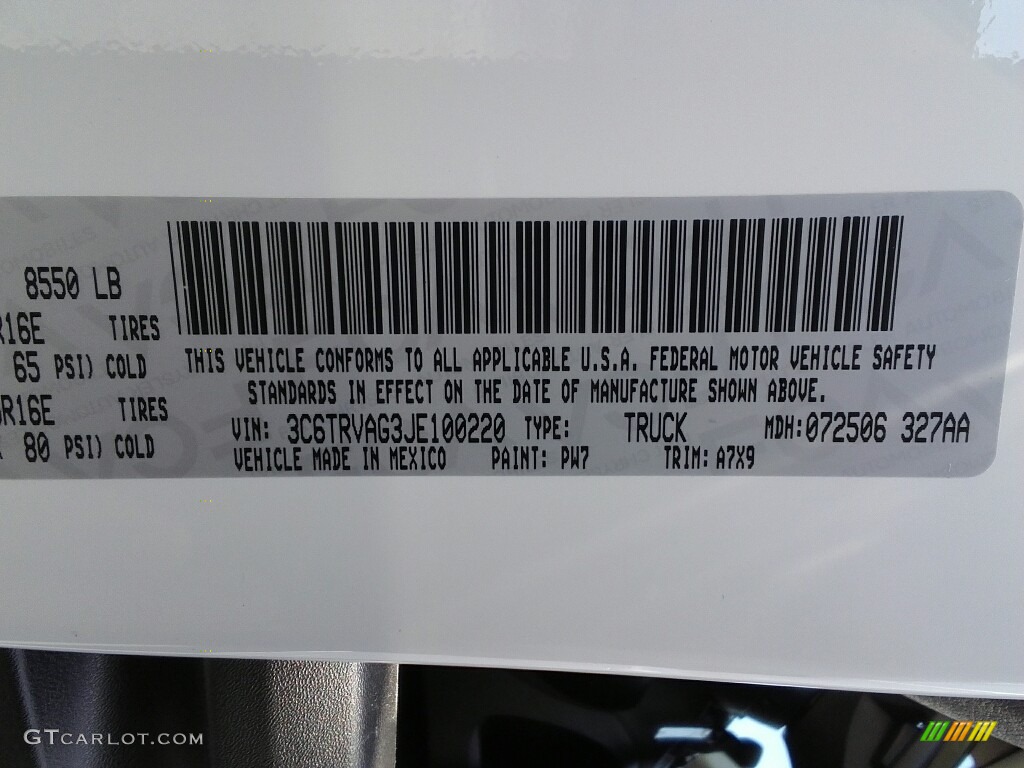 8550 LB
R16E TIRES
65 PSI) COLD
R16E TIRES
80 PSI) COLD
THIS VEHICLE CONFORMS TO ALL APPLICABLE U.S.A. FEDERAL MOTOR VEHICLE SAFETY
STANDARDS IN EFFECT ON THE DATE OF MANUFACTURE SHOWN ABOVE.
VIN: 3C6TRVAG3JE100220 TYPE: TRUCK MDH:072506 327AA
VEHICLE MADE IN MEXICO PAINT: PW7 TRIM: A7X9
GTCARLOT.COM